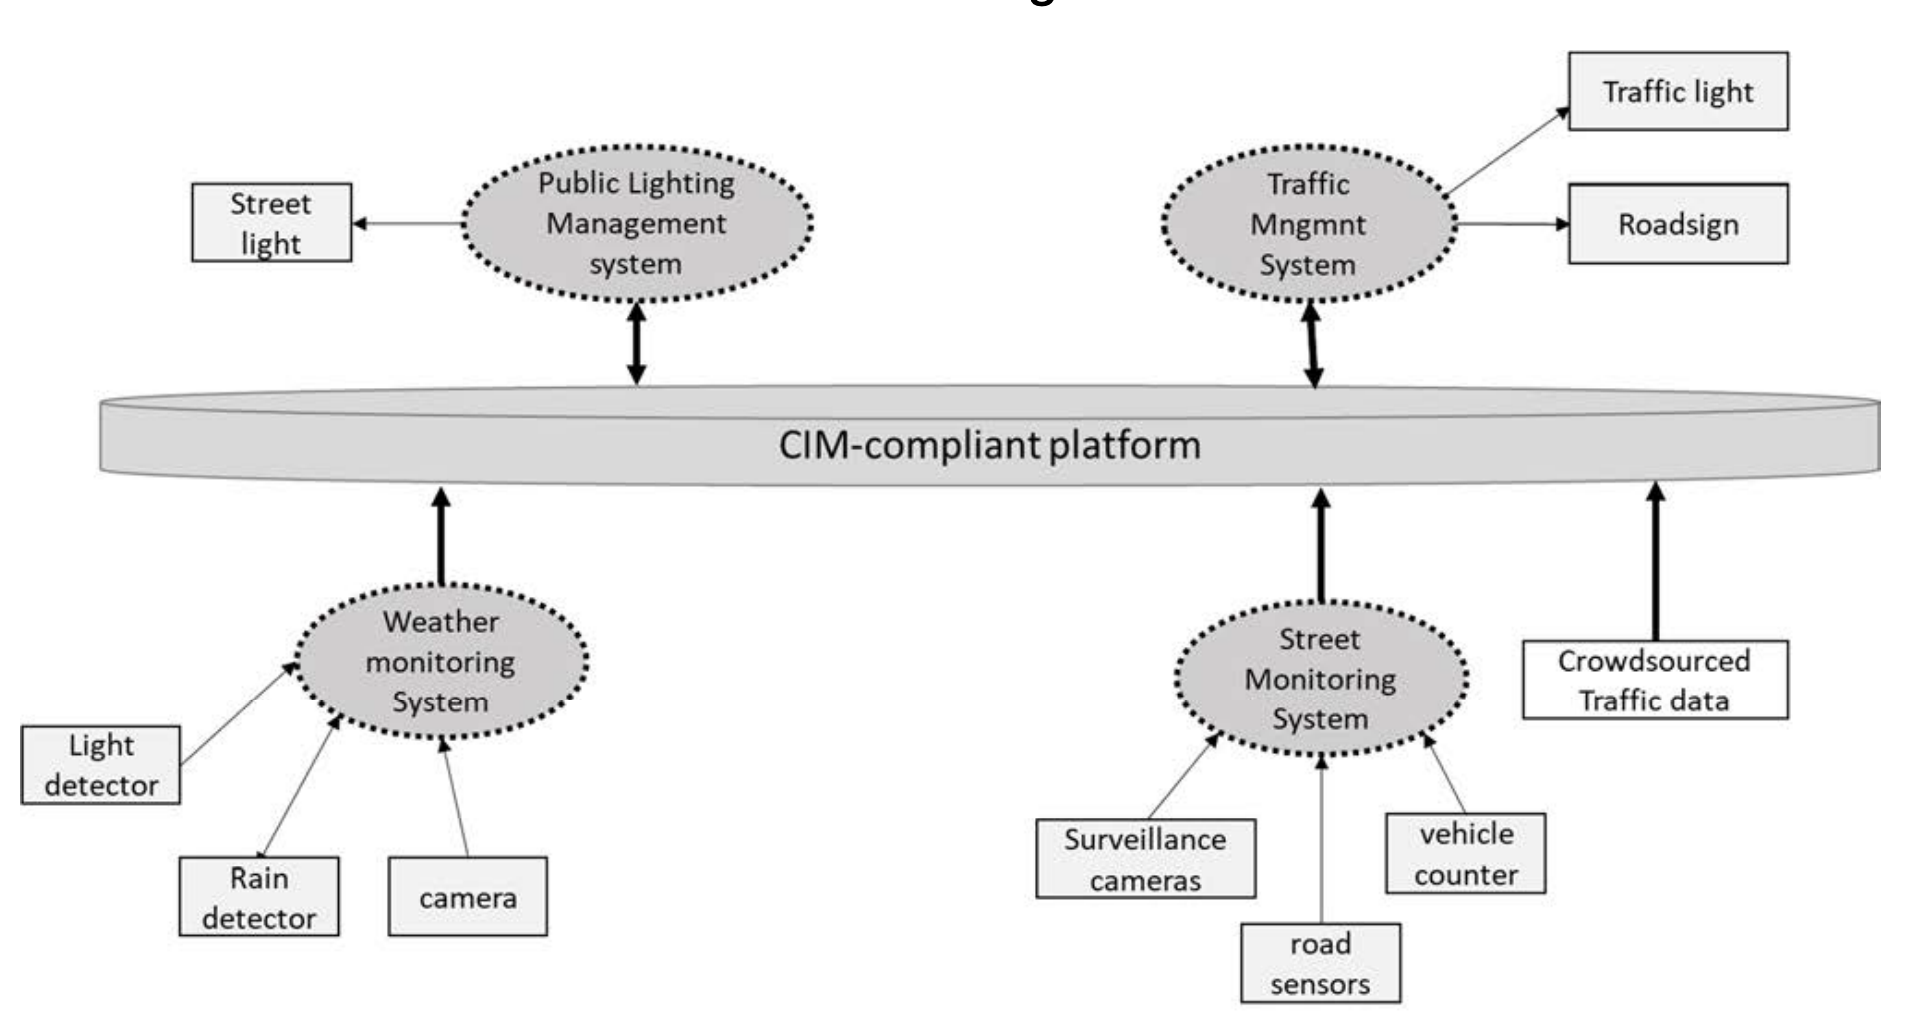 Traffic light
Public Lighting
Management
system
Traffic
Mngmnt
System
Street
light
Roadsign
CIM-compliant platform
Weather
monitoring
System
Street
Monitoring
System
Crowdsourced
Traffic data
Light
detector
Surveillance
cameras
vehicle
counter
Rain
detector
camera
road
sensors